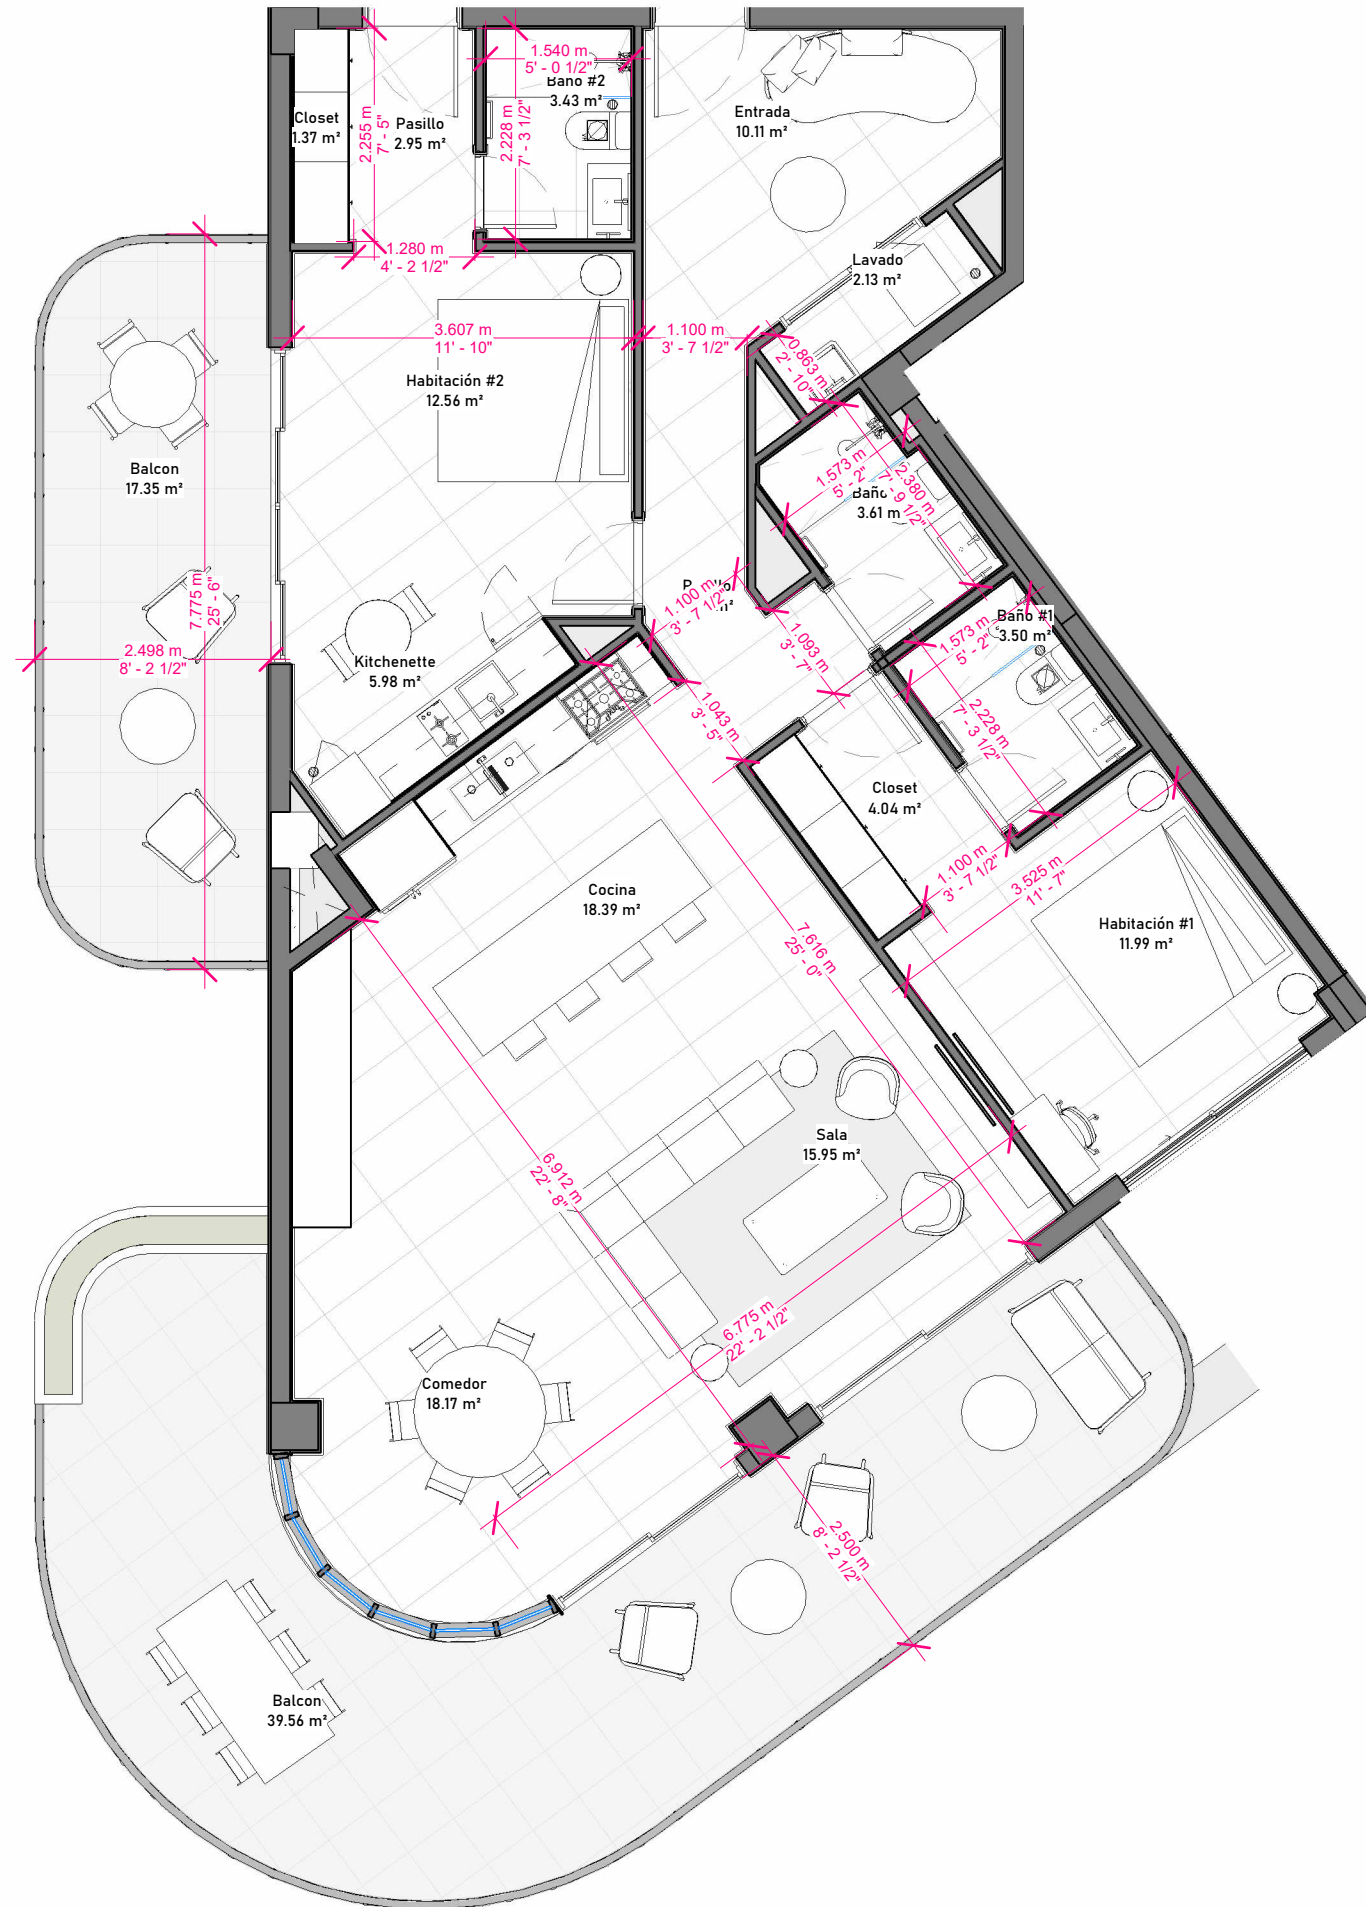 1.540 m
5' - 0 1/2"
Baño #2
3.43 m²
Closet
1.37 m²
2.255 m
7' - 5"
Pasillo
2.95 m²
2.228 m
7' - 3 1/2"
Entrada
10.11 m²
1.280 m
4' - 2 1/2"
Lavado
2.13 m²
3.607 m
11' - 10"
1.100 m
3' - 7 1/2"
0.863 m
2' - 10"
Habitación #2
12.56 m²
Balcon
17.35 m²
1.573 m
5' - 2"
2.380 m
7' - 9 1/2"
Baño
3.61 m
7.775 m
25' - 6"
2.498 m
8' - 2 1/2"
1.100 m
3' - 7 1/2"
1.093 m
3' - 7"
Baño #1
3.50 m²
1.573 m
5' - 2"
Kitchenette
5.98 m²
1.043 m
3' - 5"
2.228 m
7' - 3 1/2"
Closet
4.04 m²
1.100 m
3' - 7 1/2"
3.525 m
11' - 7"
Cocina
18.39 m²
Habitación #1
11.99 m²
7.616 m
25' - 0"
Sala
15.95 m²
6.912 m
22' - 8"
6.775 m
22' - 2 1/2"
Comedor
18.17 m²
2.500 m
8' - 2 1/2"
Balcon
39.56 m²